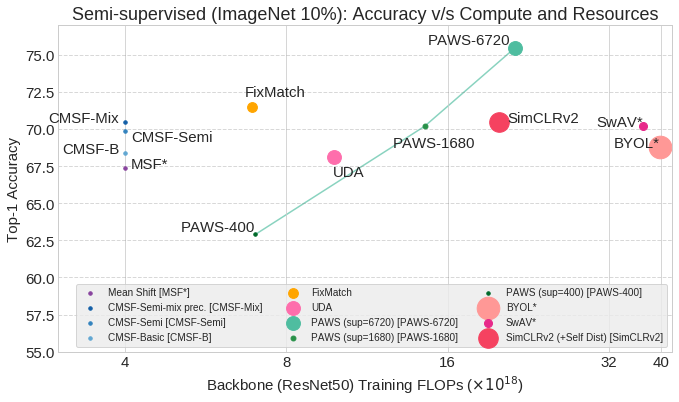 Semi-supervised (ImageNet 10%): Accuracy v/s Compute and Resources
Top-1 Accuracy
75.0
72.5
70.0
67.5
65.0
62.5
60.0
57.5
55.0
PAWS-6720
FixMatch
CMSF-Mix
SimCLRv2
SwAV*
CMSF-Semi
PAWS-1680
BYOL*
CMSF-B
MSF*
UDA
PAWS-400
Mean Shift [MSF*]
CMSF-Semi-mix prec. [CMSF-Mix]
CMSF-Semi [CMSF-Semi]
CMSF-Basic [CMSF-B]
FixMatch
UDA
PAWS (sup=6720) [PAWS-6720]
PAWS (sup=1680) [PAWS-1680]
PAWS (sup=400) [PAWS-400]
BYOL*
SwAV*
SimCLRv2 (+Self Dist) [SimCLRv2]
4 8 16 32 40
Backbone (ResNet50) Training FLOPs (×10¹⁸)